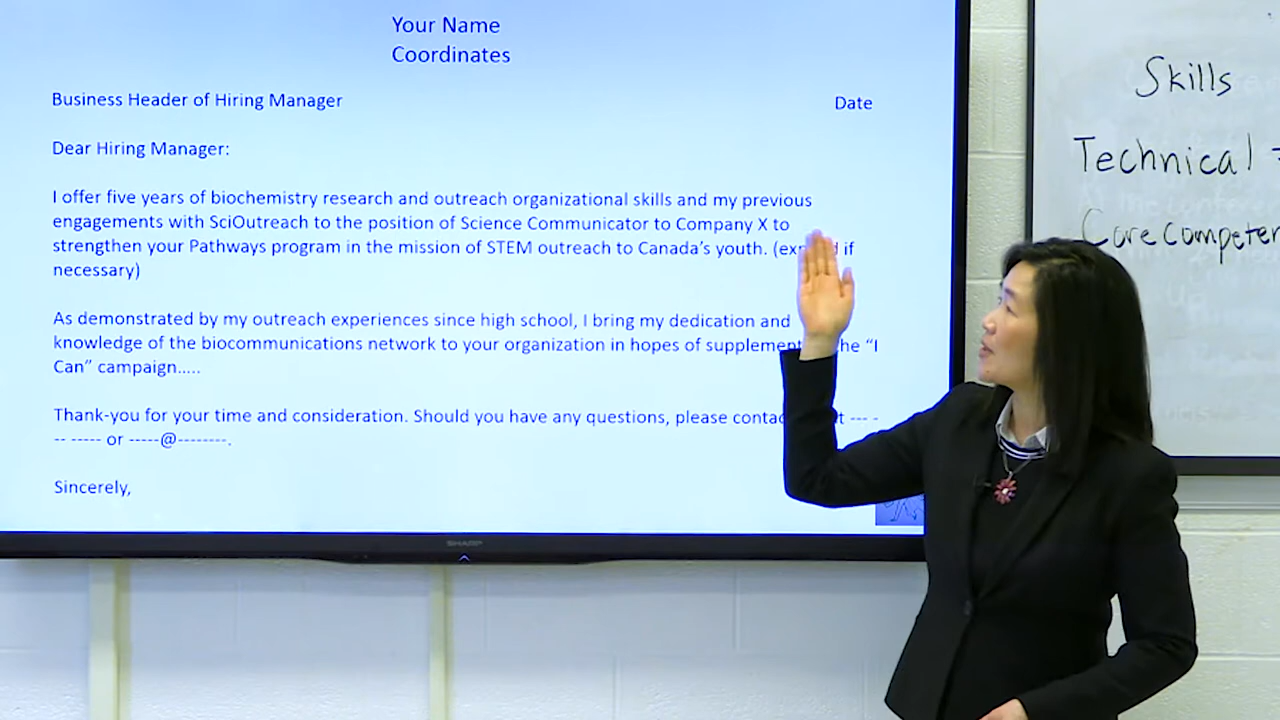 Your Name
Coordinates
Business Header of Hiring Manager
Date
Dear Hiring Manager:
I offer five years of biochemistry research and outreach organizational skills and my previous
engagements with SciOutreach to the position of Science Communicator to Company X to
strengthen your Pathways program in the mission of STEM outreach to Canada's youth. if
necessary)
As demonstrated by my outreach experiences since high school, I bring my dedication and
knowledge of the biocommunications network to your organization in hopes of "I
Can" campaign.....
Thank-you for your time and consideration. Should you have any questions, please --- -
-- ----- or -----@--------.
Sincerely,
SHARP
Skills
Technical
Core